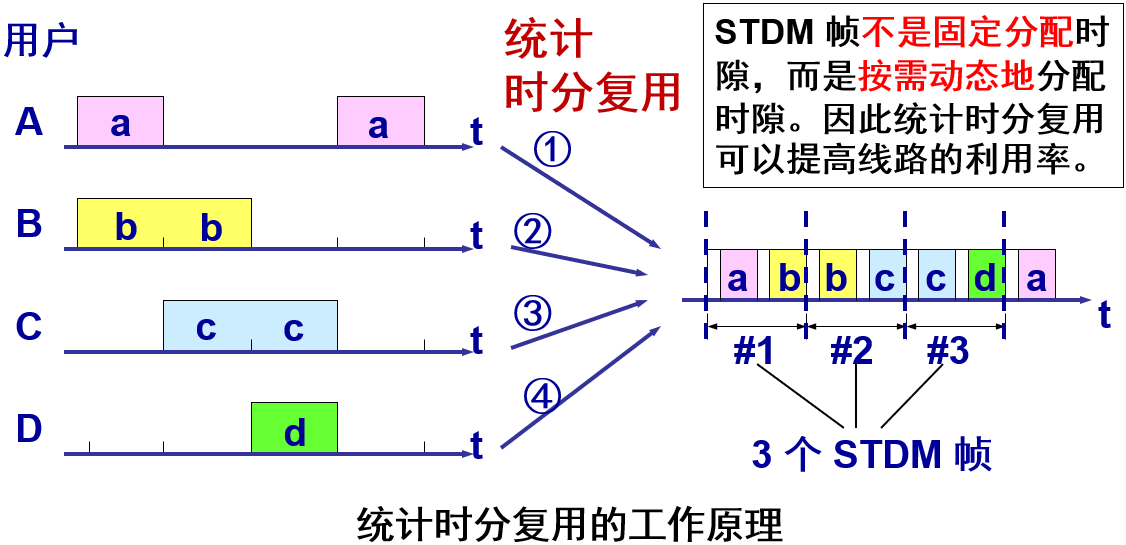 用户
统计
时分复用
STDM 帧不是固定分配时
隙，而是按需动态地分配
时隙。因此统计时分复用
可以提高线路的利用率。
A a a t
①
B b b t
②
C c c t
③
D d t
④
a b b c c d a
t
#1 #2 #3
3 个 STDM 帧
统计时分复用的工作原理